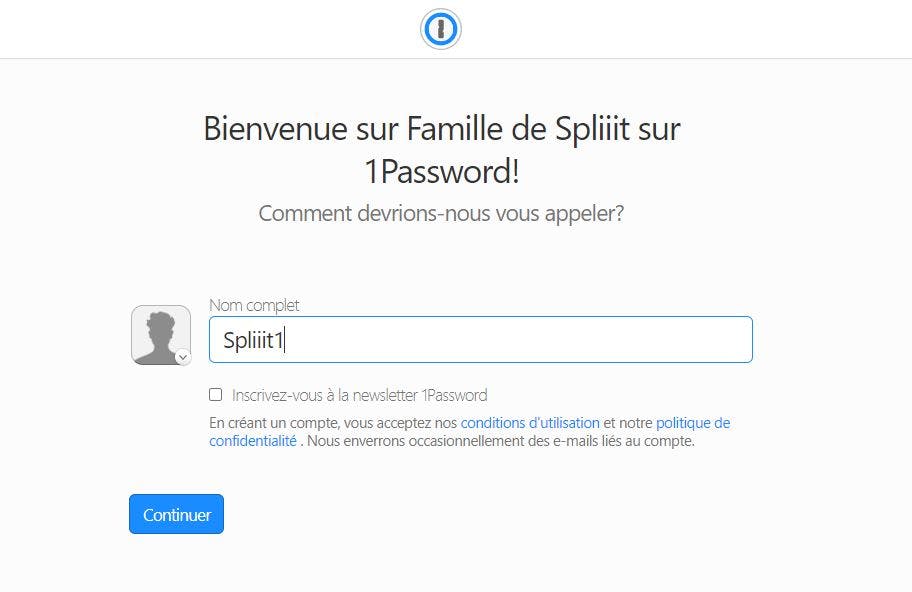 Bienvenue sur Famille de Spliiit sur
1Password!
Comment devrions-nous vous appeler?
Nom complet
Spliiit1
Inscrivez-vous à la newsletter 1Password
En créant un compte, vous acceptez nos conditions d'utilisation et notre politique de
confidentialité . Nous enverrons occasionnellement des e-mails liés au compte.
Continuer